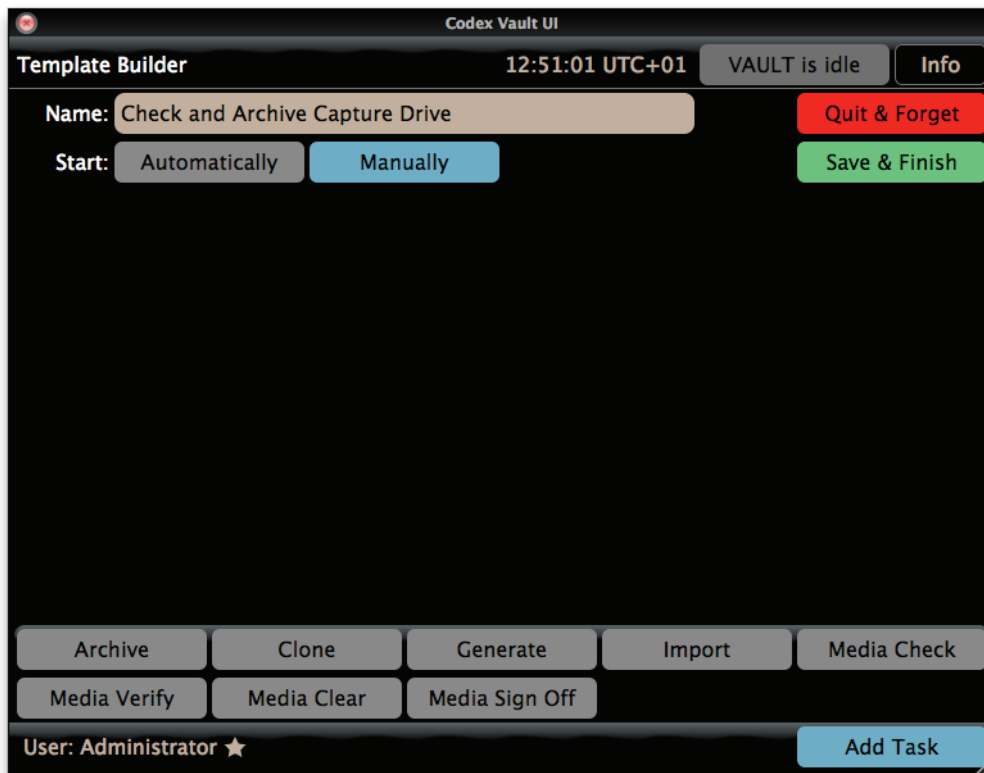 Codex Vault UI
Template Builder 12:51:01 UTC+01 VAULT is idle Info
Name: Check and Archive Capture Drive Quit & Forget
Start: Automatically Manually Save & Finish
Archive Clone Generate Import Media Check
Media Verify Media Clear Media Sign Off
User: Administrator ★ Add Task